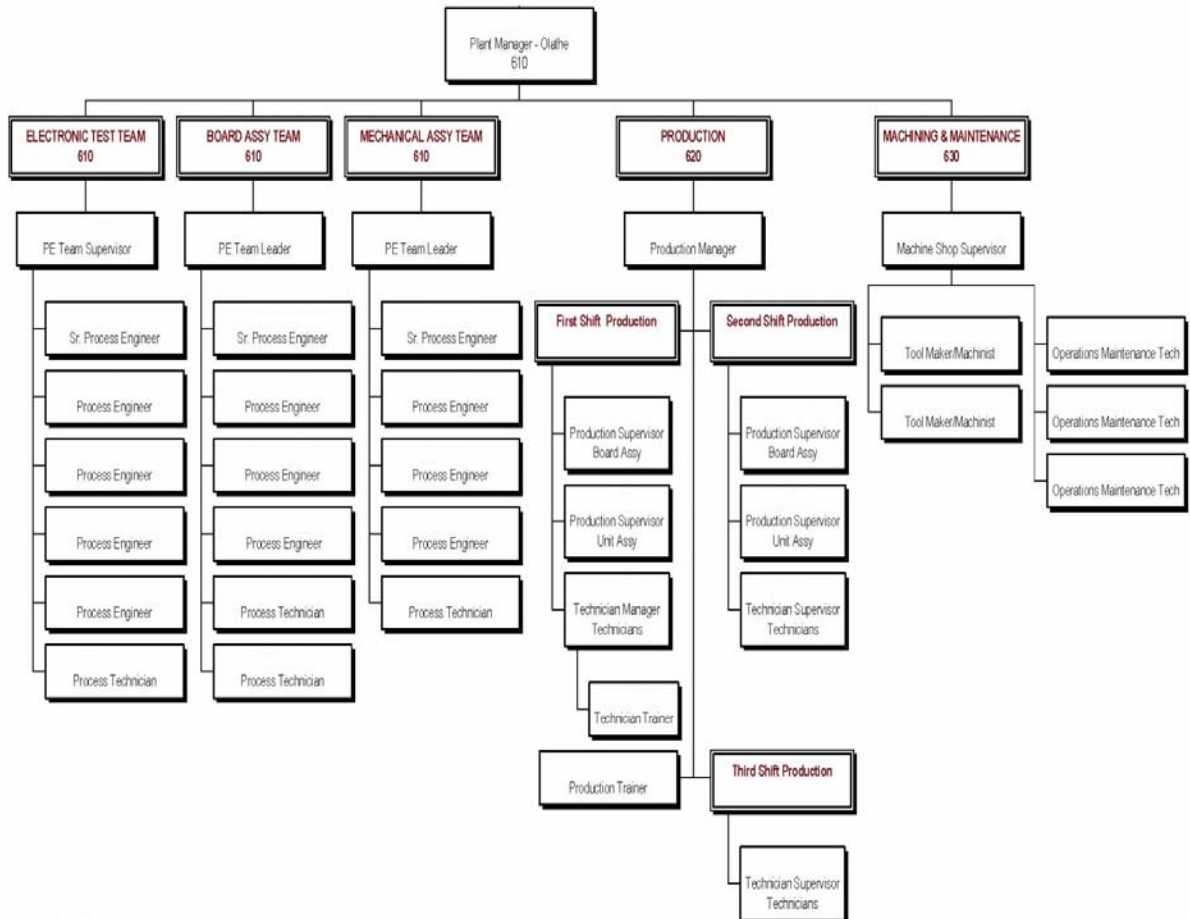 Plant Manager - Olathe
610
ELECTRONIC TEST TEAM
610
BOARD ASSY TEAM
610
MECHANICAL ASSY TEAM
610
PRODUCTION
620
MACHINING & MAINTENANCE
630
PE Team Supervisor
PE Team Leader
PE Team Leader
Production Manager
Machine Shop Supervisor
Sr. Process Engineer
Process Engineer
Process Engineer
Process Engineer
Process Engineer
Process Technician
Sr. Process Engineer
Process Engineer
Process Engineer
Process Engineer
Process Technician
Process Technician
Sr. Process Engineer
Process Engineer
Process Engineer
Process Engineer
Process Technician
First Shift Production
Production Supervisor
Board Assy
Production Supervisor
Unit Assy
Technician Manager
Technicians
Technician Trainer
Production Trainer
Second Shift Production
Production Supervisor
Board Assy
Production Supervisor
Unit Assy
Technician Supervisor
Technicians
Third Shift Production
Technician Supervisor
Technicians
Tool Maker/Machinist
Tool Maker/Machinist
Operations Maintenance Tech
Operations Maintenance Tech
Operations Maintenance Tech